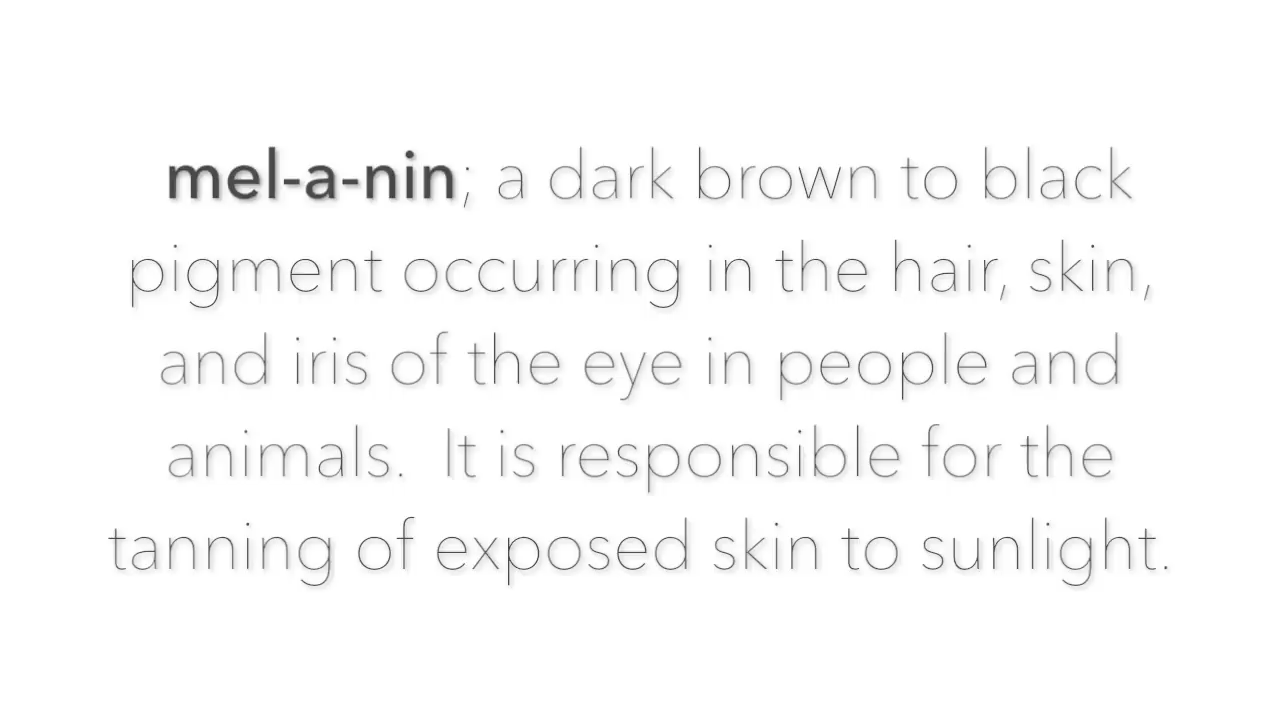 mel-a-nin; a dark brown to black
pigment occurring in the hair, skin,
and iris of the eye in people and
animals.  It is responsible for the
tanning of exposed skin to sunlight.